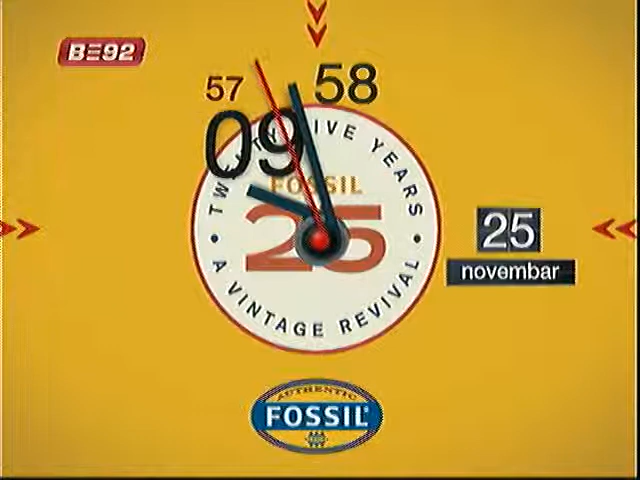 B92
57
58
09
TWENTY FIVE YEARS
FOSSIL
25
A VINTAGE REVIVAL
25
novembar
AUTHENTIC
FOSSIL